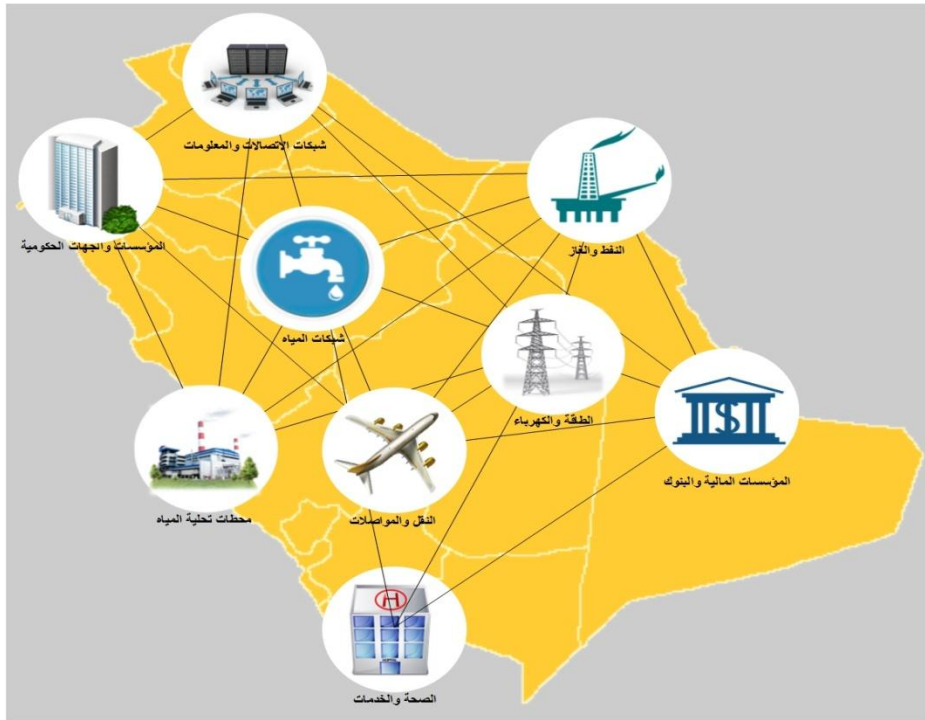 شبكات الاتصالات والمعلومات
المؤسسات والجهات الحكومية
النفط والغاز
شبكات المياه
الطاقة والكهرباء
المؤسسات المالية والبنوك
محطات تحلية المياه
النقل والمواصلات
الصحة والخدمات